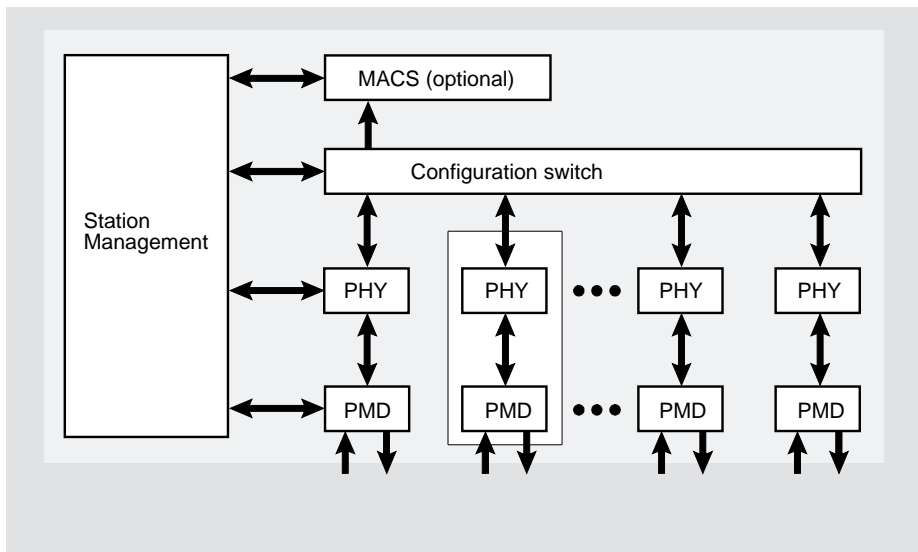 MACS (optional)
Configuration switch
Station
Management
PHY
PHY
PHY
PHY
PMD
PMD
PMD
PMD